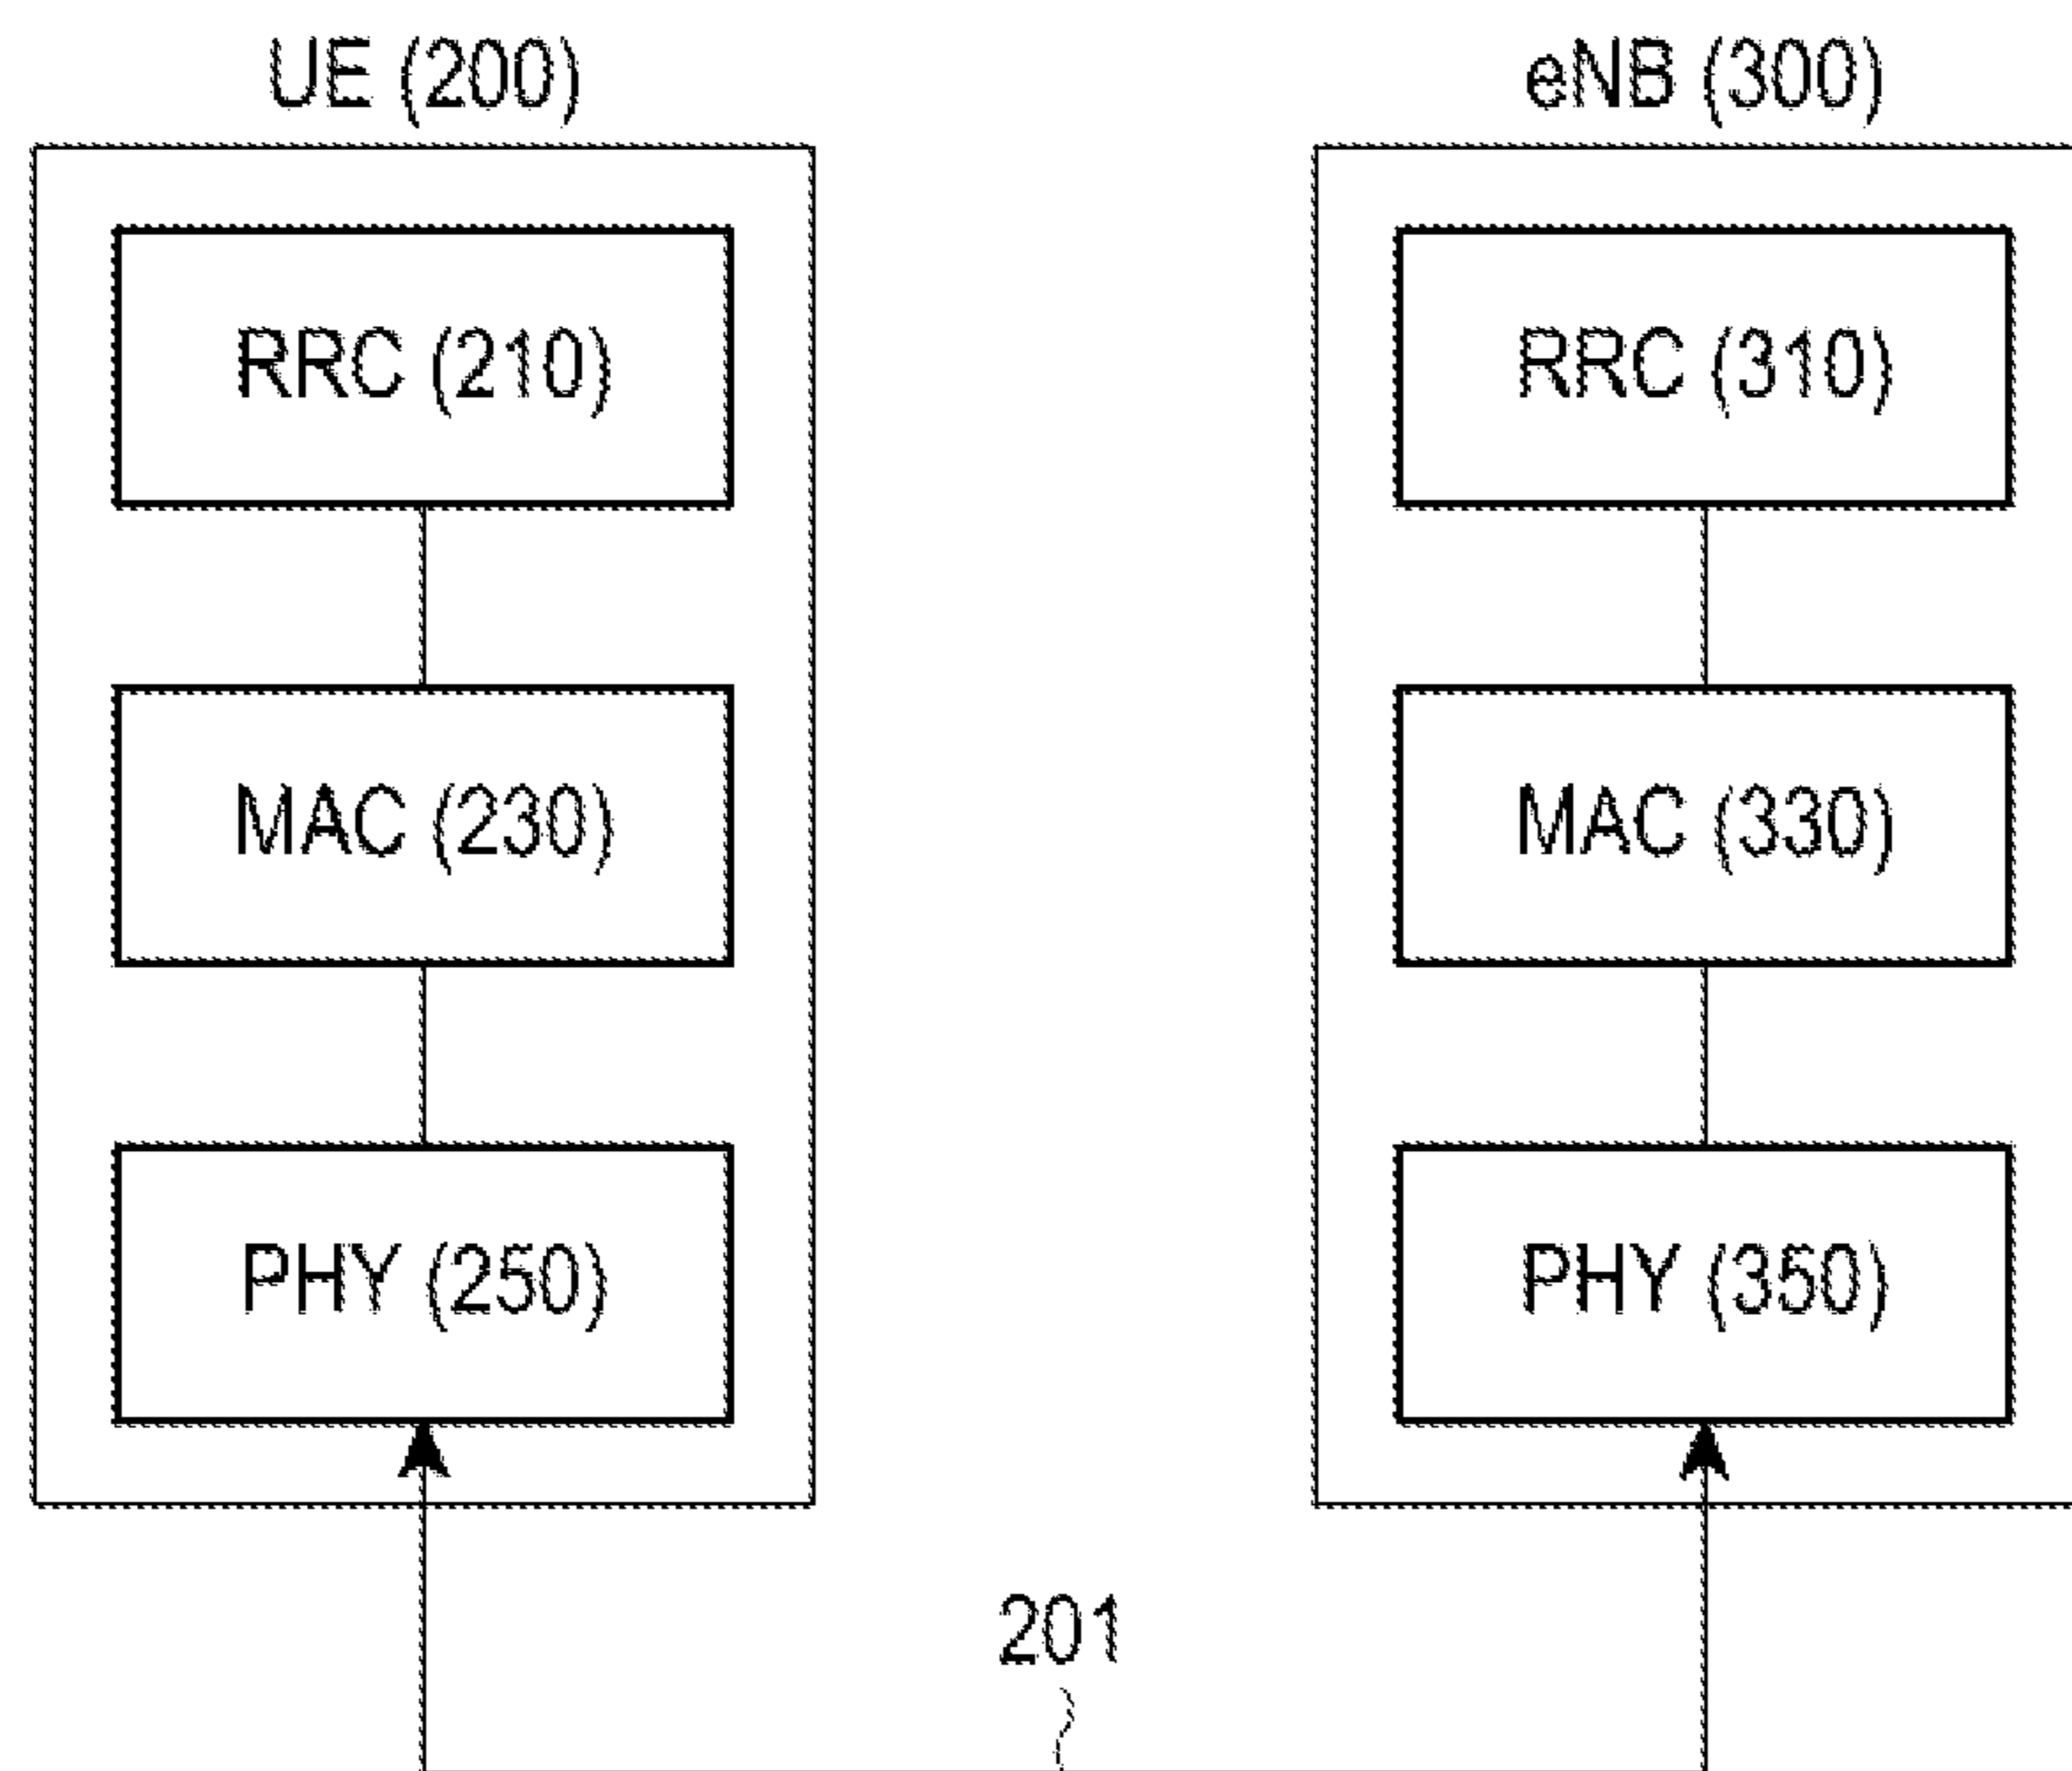 UE (200)
eNB (300)
RRC (210)
RRC (310)
MAC (230)
MAC (330)
PHY (250)
PHY (350)
201